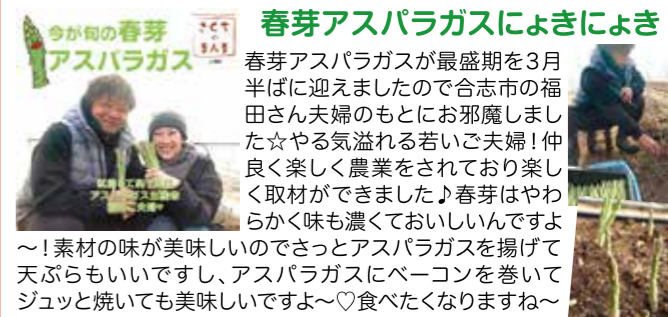 春芽アスパラガスにょきにょき
今が旬の春芽
アスパラガス
春芽アスパラガスが最盛期を3月
半ばに迎えましたので合志市の福
田さん夫婦のもとにお邪魔しまし
た☆やる気溢れる若いご夫婦!仲
良く楽しく農業をされており楽し
く取材ができました♪春芽はやわ
らかく味も濃くておいしいんですよ
〜!素材の味が美味しいのでさっとアスパラガスを揚げて
天ぷらもいいですし、アスパラガスにベーコンを巻いて
ジュッと焼いても美味しいですよ〜♡食べたくなりますね〜